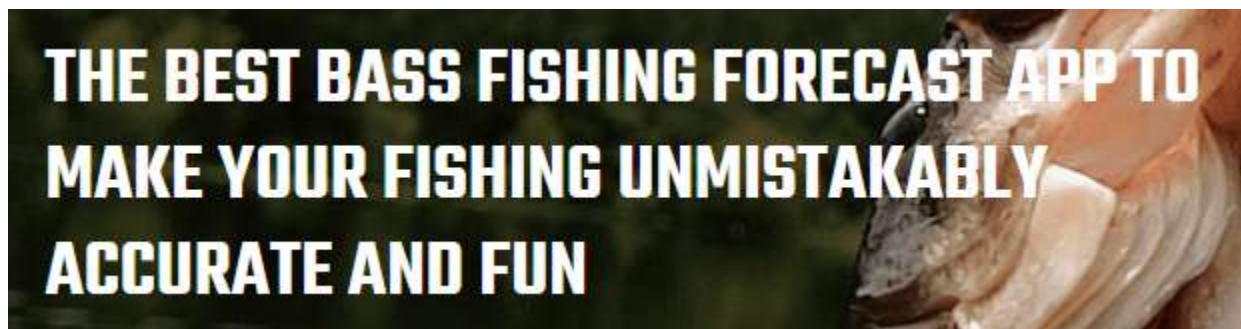 THE BEST BASS FISHING FORECAST APP TO
MAKE YOUR FISHING UNMISTAKABLY
ACCURATE AND FUN